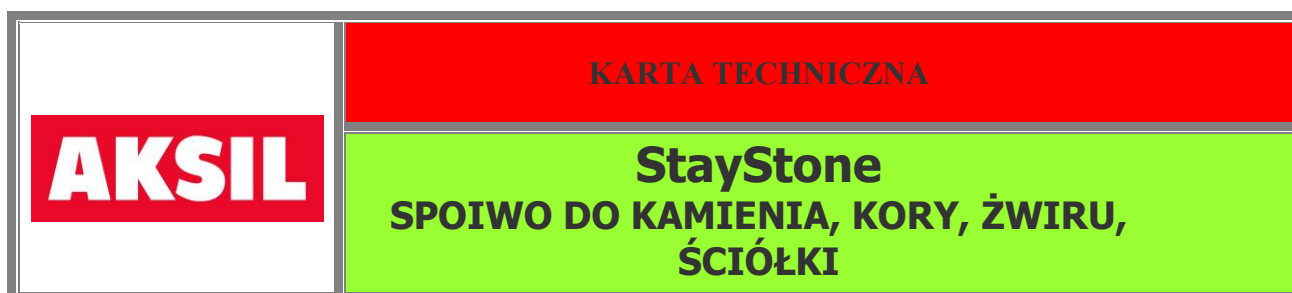 AKSIL
KARTA TECHNICZNA
StayStone
SPOIWO DO KAMIENIA, KORY, ŻWIRU,
ŚCIÓŁKI